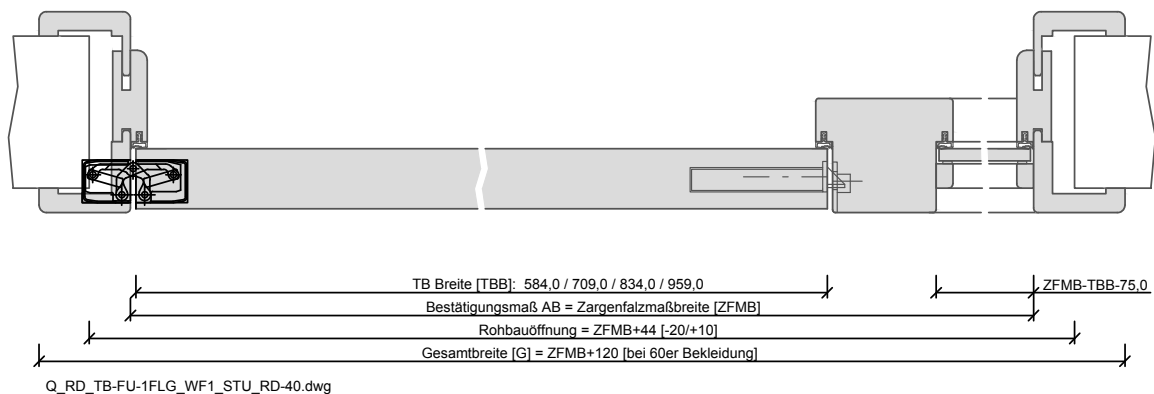 TB Breite [TBB]: 584,0 / 709,0 / 834,0 / 959,0
ZFMB-TBB-75,0
Bestätigungsmaß AB = Zargenfalzmaßbreite [ZFMB]
Rohbauöffnung = ZFMB+44 [-20/+10]
Gesamtbreite [G] = ZFMB+120 [bei 60er Bekleidung]
Q_RD_TB-FU-1FLG_WF1_STU_RD-40.dwg